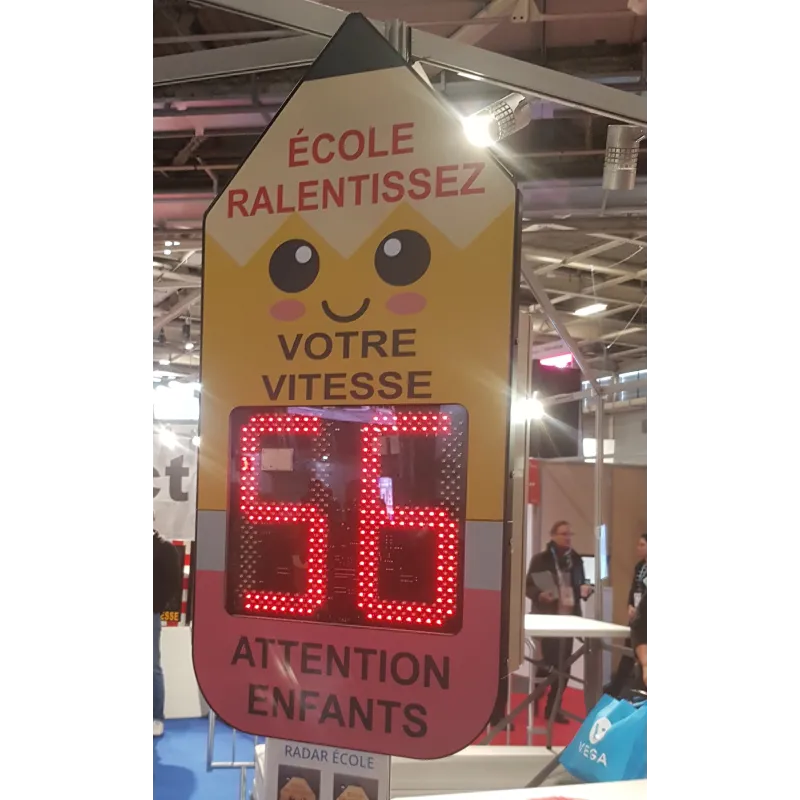 ÉCOLE
RALENTISSEZ
VOTRE
VITESSE
56
ATTENTION
ENFANTS
RADAR ÉCOLE
VEGA